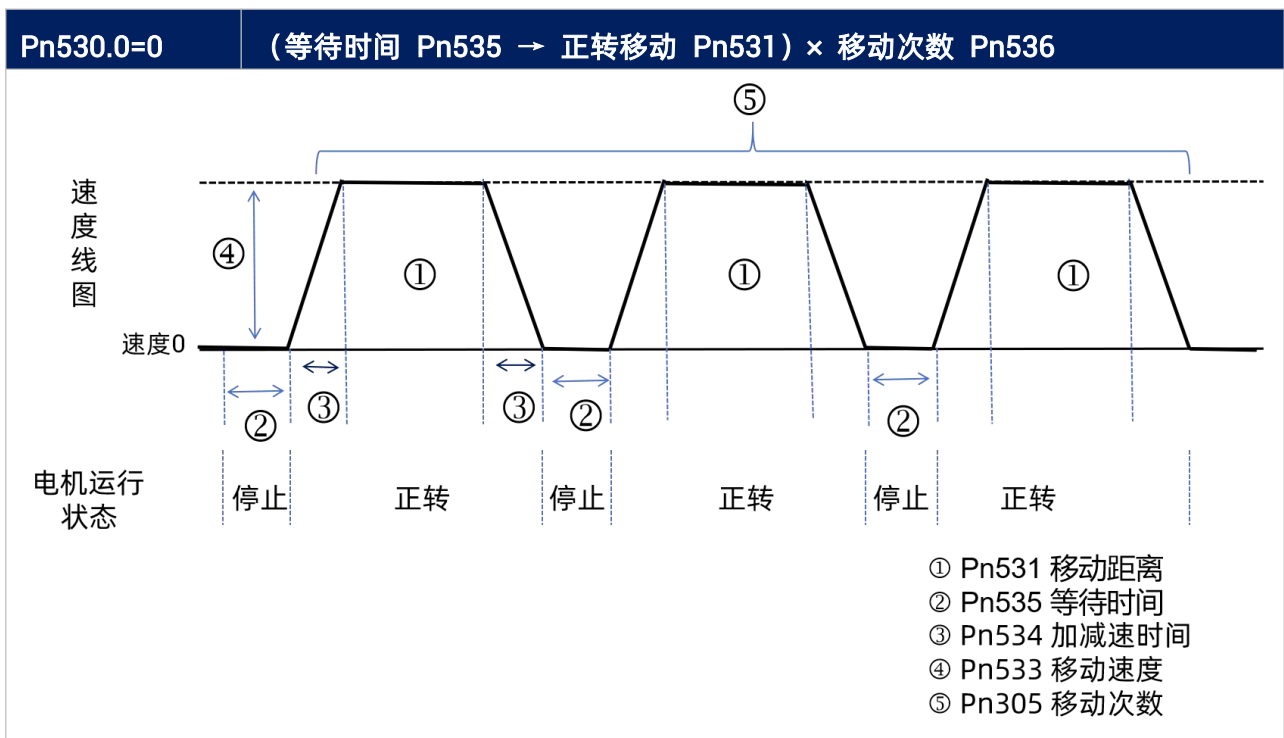 Pn530.0=0 （等待时间 Pn535 → 正转移动 Pn531）× 移动次数 Pn536
⑤
速度线图
④ ① ① ①
速度0
② ③ ③ ② ②
电机运行状态
停止 正转 停止 正转 停止 正转
① Pn531 移动距离
② Pn535 等待时间
③ Pn534 加减速时间
④ Pn533 移动速度
⑤ Pn305 移动次数